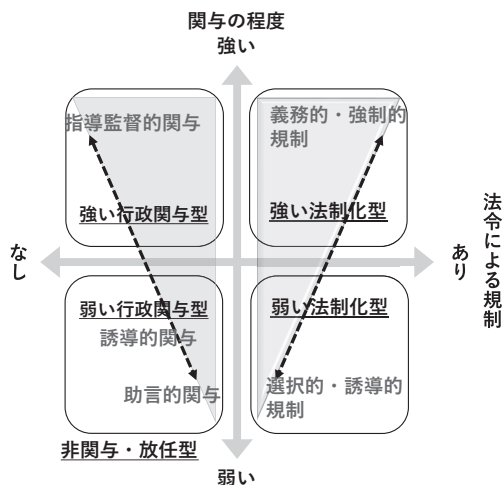 関与の程度
強い
指導監督的関与
義務的・強制的
規制
強い行政関与型
強い法制化型
なし
あり
法令による規制
弱い行政関与型
弱い法制化型
誘導的関与
助言的関与
選択的・誘導的
規制
非関与・放任型
弱い